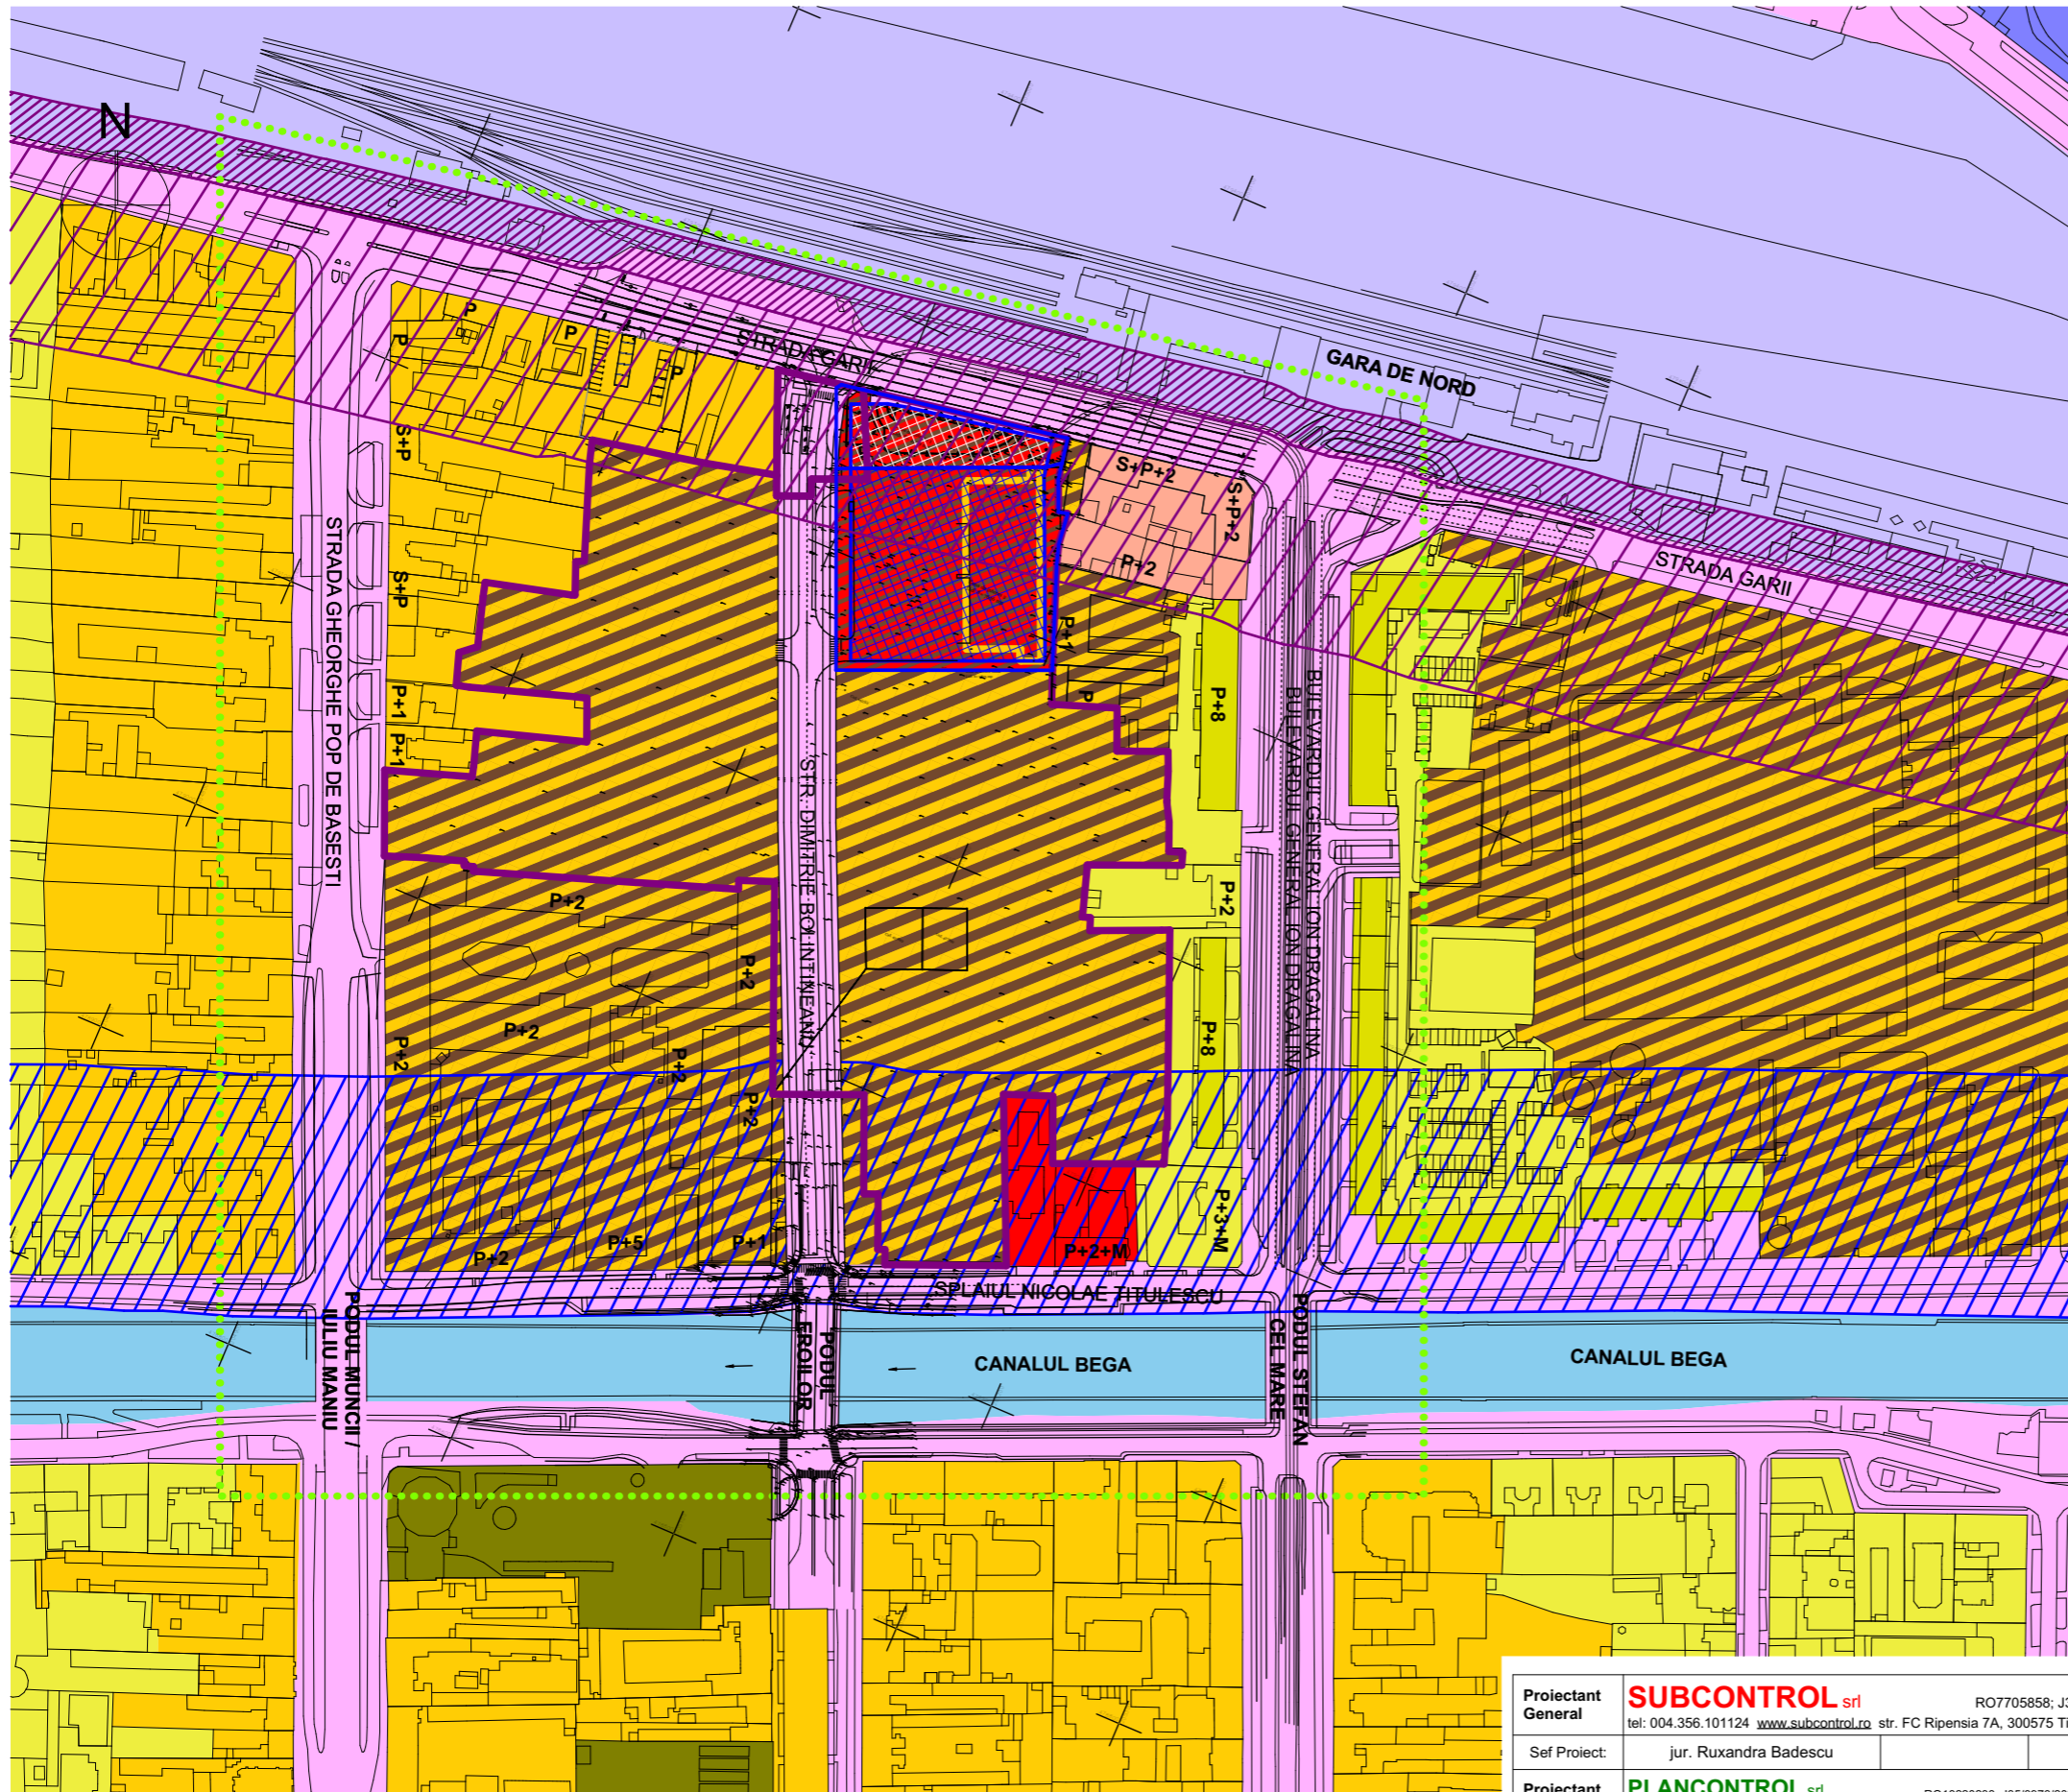 N
STRADA GARII
GARA DE NORD
P
P
P
P
S+P
S+P
P+1
P+1
S+P+2
S+P+2
P+2
P+1
P
P+8
STRADA GARII
STRADA GHEORGHE POP DE BASESTI
STR. DIMITRIE BOLINTINEANU
BULEVARDUL GENERAL ION DRAGALINA
BULEVARDUL GENERAL ION DRAGALINA
P+2
P+2
P+2
P+2
P+2
P+2
P+2
P+8
P+2
P+5
P+1
P+2+M
P+3+M
SPLAIUL NICOLAE TITULESCU
PODUL MUNCII /
IULIU MANIU
PODUL
EROILOR
PODUL STEFAN
CEL MARE
CANALUL BEGA
CANALUL BEGA
Proiectant
General
SUBCONTROL srl
RO7705858; J3
tel: 004.356.101124 www.subcontrol.ro str. FC Ripensia 7A, 300575 Ti
Sef Proiect:
jur. Ruxandra Badescu
Proiectant
PLANCONTROL srl